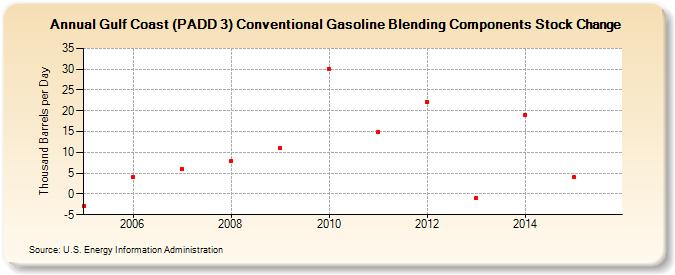 Annual Gulf Coast (PADD 3) Conventional Gasoline Blending Components Stock Change
Thousand Barrels per Day
35
30
25
20
15
10
5
0
-5
2006 2008 2010 2012 2014
Source: U.S. Energy Information Administration